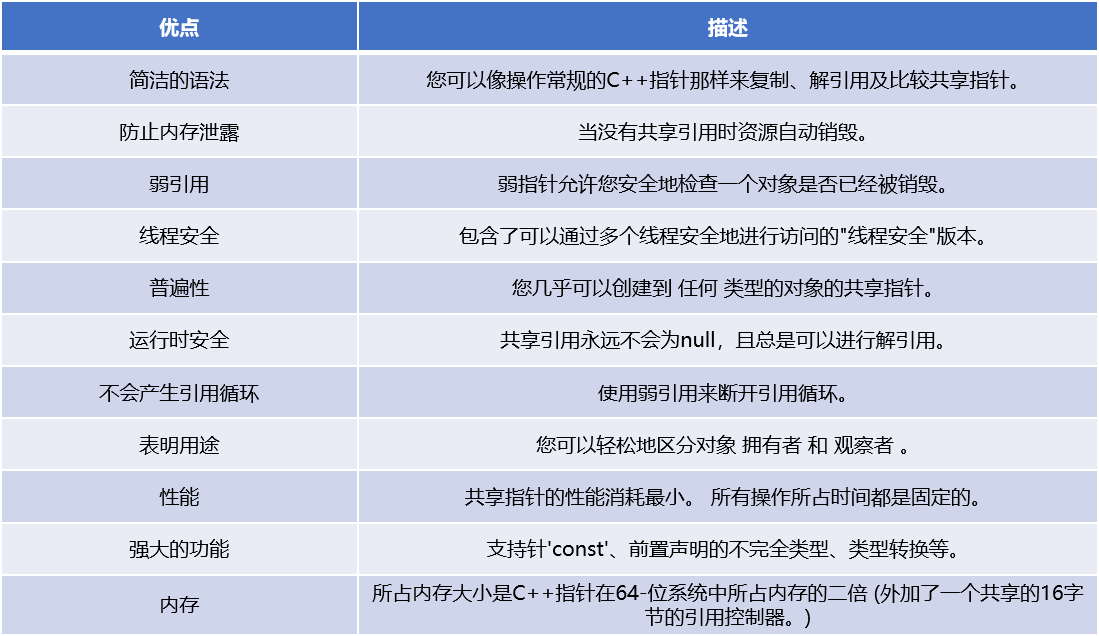 优点 描述
简洁的语法 您可以像操作常规的C++指针那样来复制、解引用及比较共享指针。
防止内存泄露 当没有共享引用时资源自动销毁。
弱引用 弱指针允许您安全地检查一个对象是否已经被销毁。
线程安全 包含了可以通过多个线程安全地进行访问的"线程安全"版本。
普遍性 您几乎可以创建到 任何 类型的对象的共享指针。
运行时安全 共享引用永远不会为null，且总是可以进行解引用。
不会产生引用循环 使用弱引用来断开引用循环。
表明用途 您可以轻松地区分对象 拥有者 和 观察者 。
性能 共享指针的性能消耗最小。 所有操作所占时间都是固定的。
强大的功能 支持针'const'、前置声明的不完全类型、类型转换等。
内存 所占内存大小是C++指针在64-位系统中所占内存的二倍 (外加了一个共享的16字
节的引用控制器。)